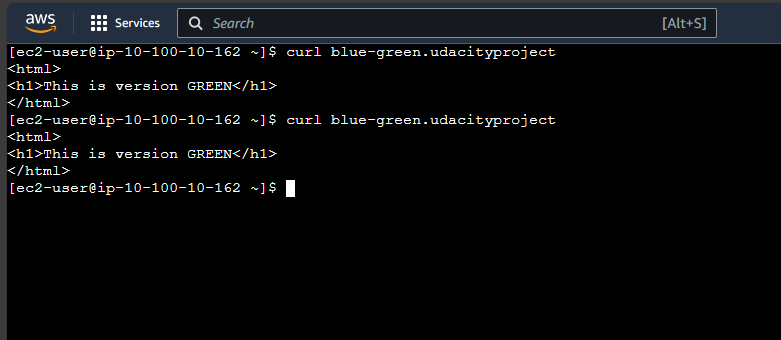 aws
Services
Search
[Alt+S]
[ec2-user@ip-10-100-10-162 ~]$ curl blue-green.udacityproject
<html>
<h1>This is version GREEN</h1>
</html>
[ec2-user@ip-10-100-10-162 ~]$ curl blue-green.udacityproject
<html>
<h1>This is version GREEN</h1>
</html>
[ec2-user@ip-10-100-10-162 ~]$